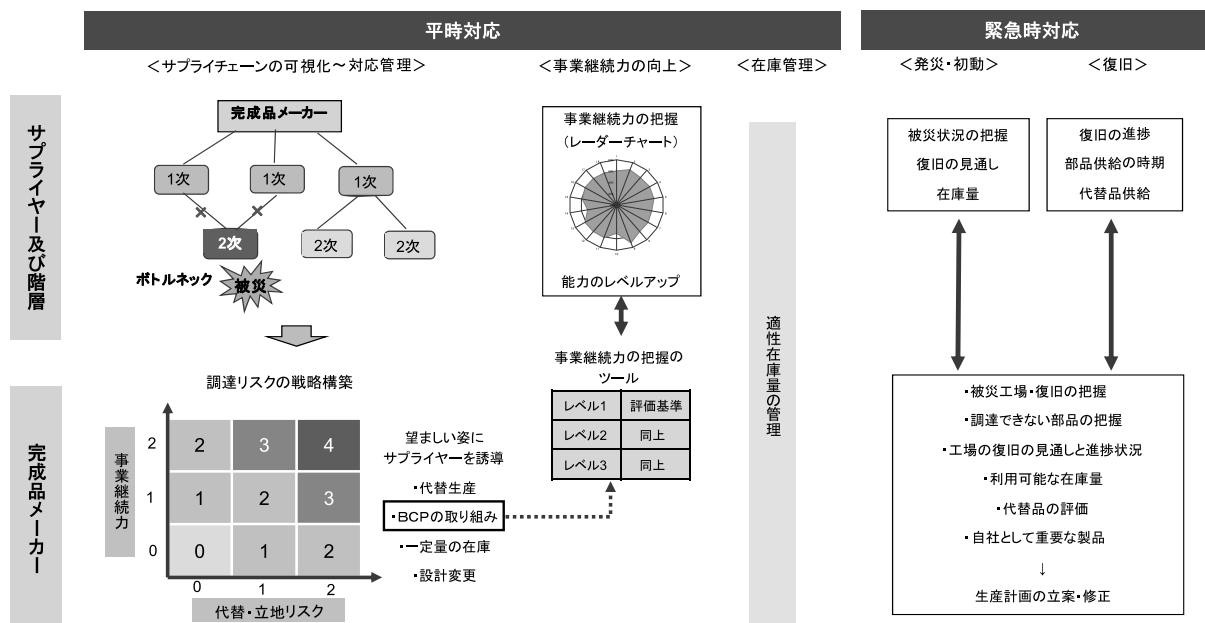 平時対応
緊急時対応
<サプライチェーンの可視化～対応管理>
<事業継続力の向上>
<在庫管理>
<発災・初動>
<復旧>
サプライヤー及び階層
完成品メーカー
1次
1次
1次
2次
2次
2次
ボトルネック
被災
事業継続力の把握
(レーダーチャート)
能力のレベルアップ
適性在庫量の管理
被災状況の把握
復旧の見通し
在庫量
復旧の進捗
部品供給の時期
代替品供給
完成品メーカー
調達リスクの戦略構築
事業継続力
2
1
0
2
3
4
1
2
3
0
1
2
0
1
2
代替・立地リスク
望ましい姿に
サプライヤーを誘導
・代替生産
・BCPの取り組み
・一定量の在庫
・設計変更
事業継続力の把握の
ツール
レベル1 評価基準
レベル2 同上
レベル3 同上
・被災工場・復旧の把握
・調達できない部品の把握
・工場の復旧の見通しと進捗状況
・利用可能な在庫量
・代替品の評価
・自社として重要な製品
↓
生産計画の立案・修正